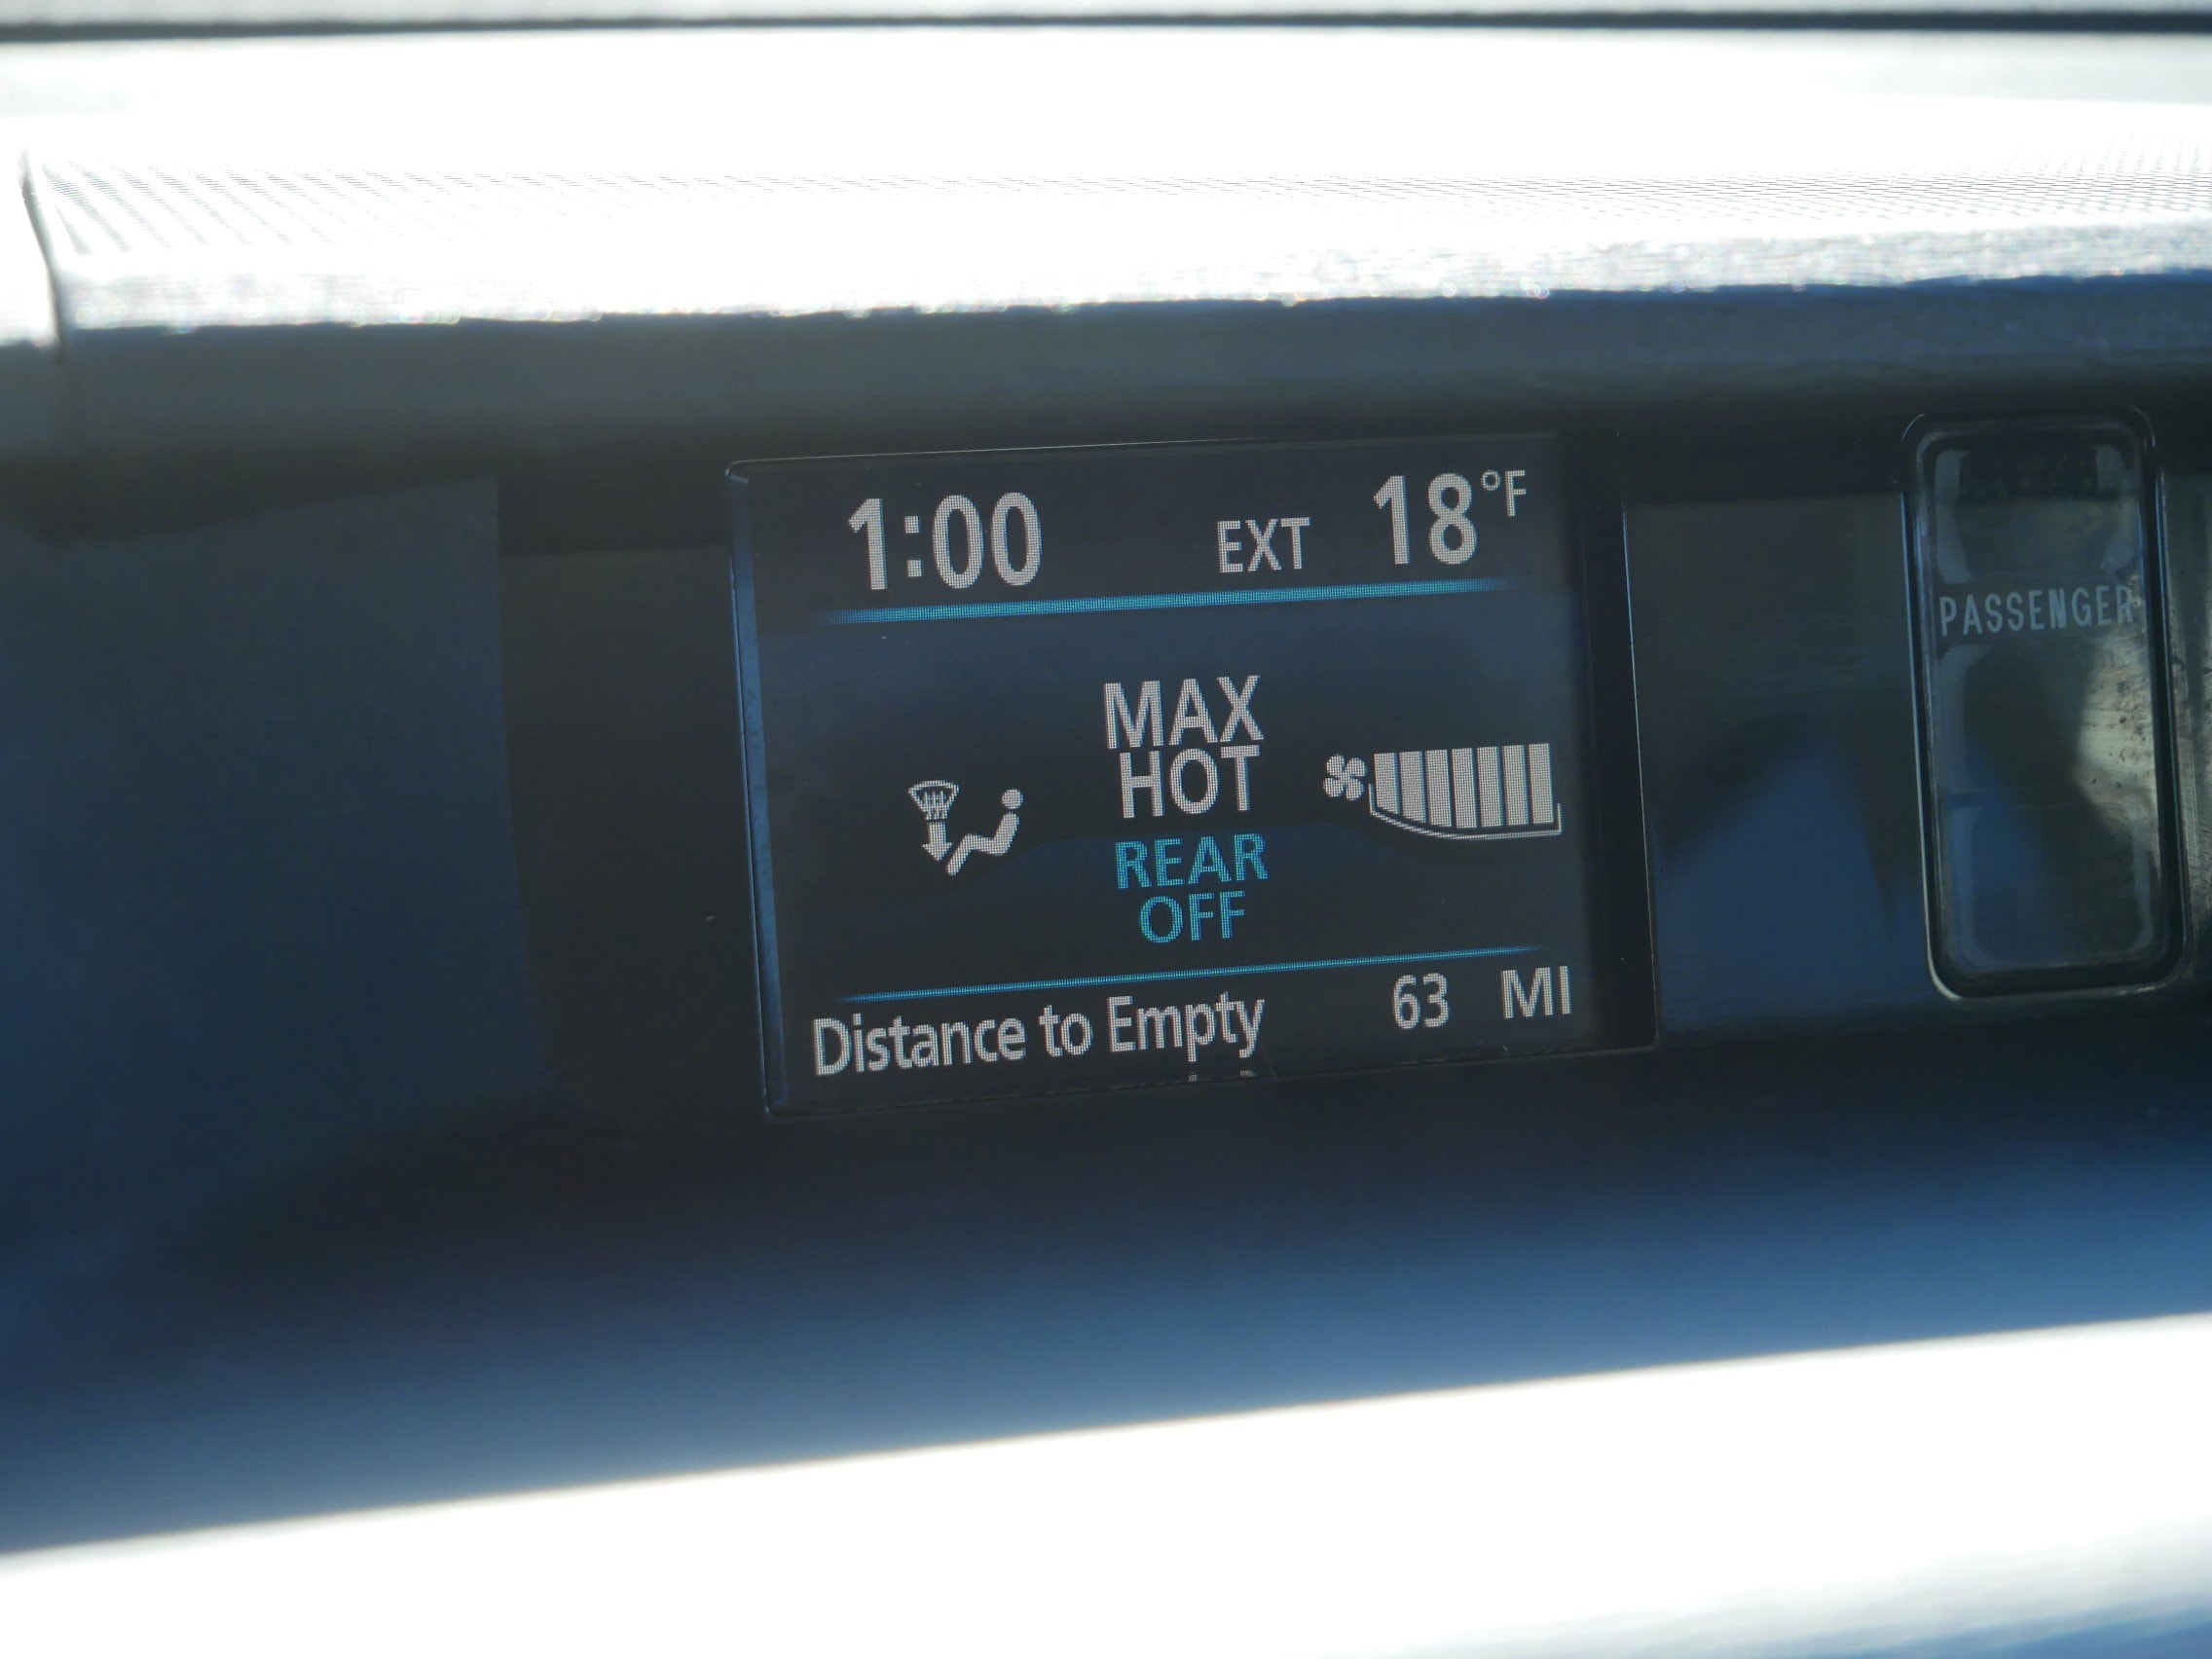 1:00 EXT 18°F
MAX
HOT
REAR
OFF
Distance to Empty 63 MI
PASSENGER